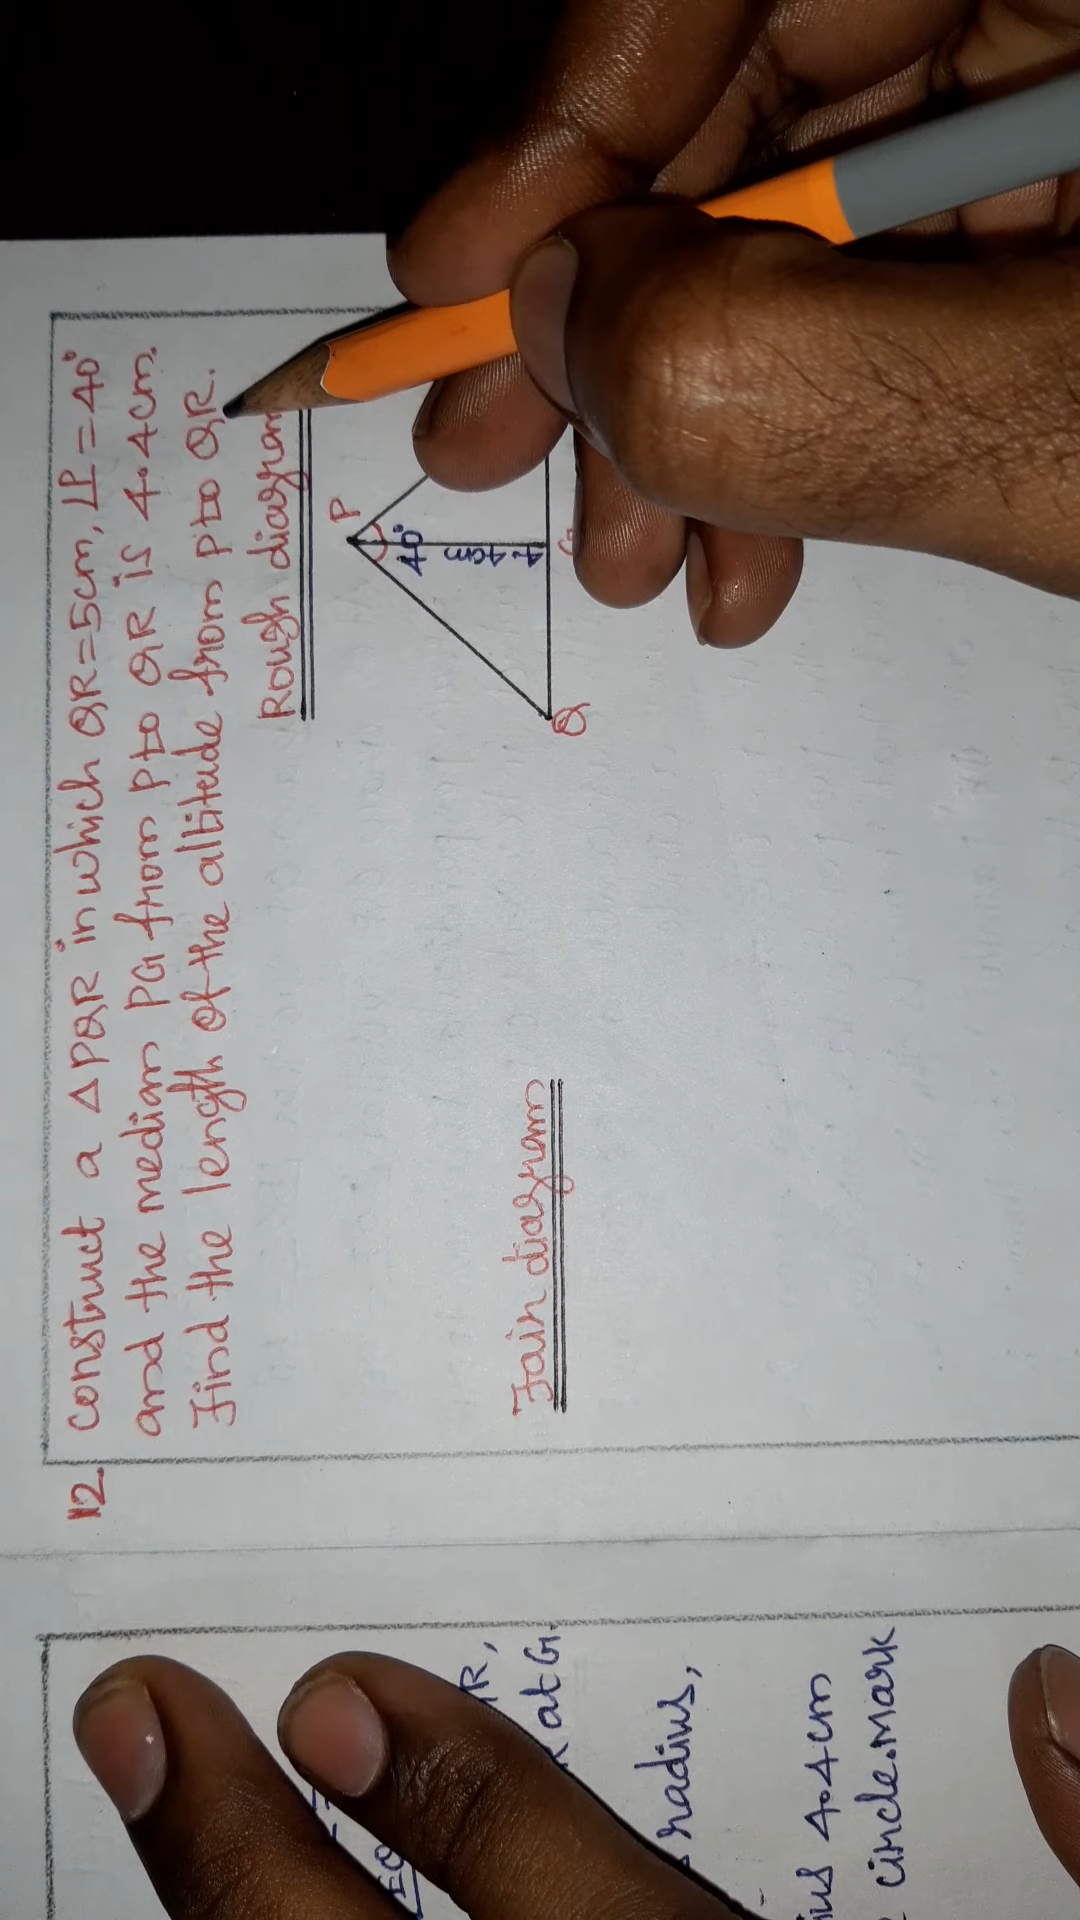 12. construct a ΔPQR in which QR=5cm, ∠P=40°
and the median PG from P to QR is 4.4cm.
Find the length of the altitude from P to QR.
Rough diagram
P
40°
4.4cm
Q
G
Fair diagram
R,
R at G.
radius,
ius 4.4cm
circle.mark